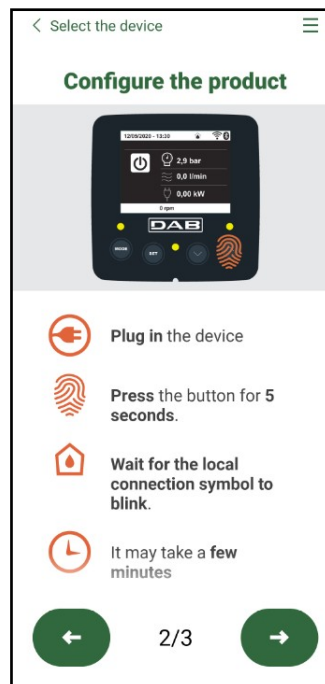 Select the device
Configure the product
12/05/2020 - 13:30
2,9 bar
0,0 l/min
0,00 kW
0 rpm
DAB
MODE
SET
Plug in the device
Press the button for 5
seconds.
Wait for the local
connection symbol to
blink.
It may take a few
minutes
2/3